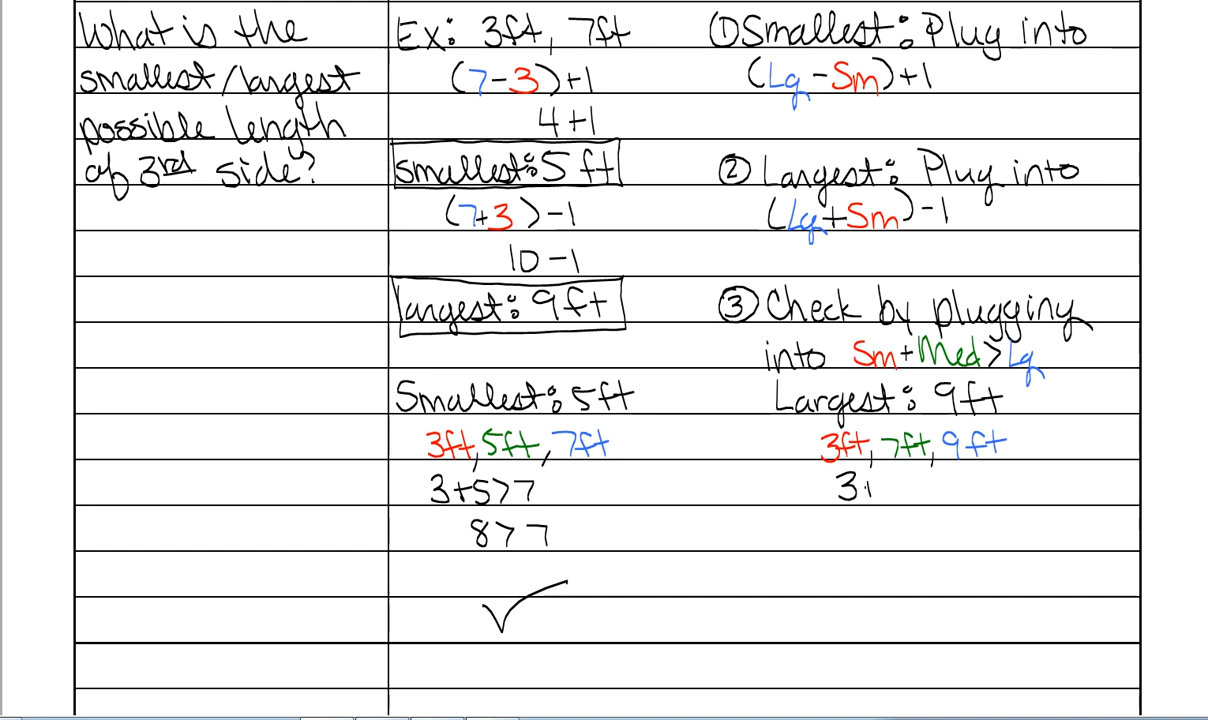 What is the
smallest/largest
possible length
of 3rd side?
Ex: 3ft, 7ft
(7-3)+1
4+1
smallest: 5 ft
(7+3)-1
10-1
largest: 9ft
Smallest: 5ft
3ft, 5ft, 7ft
3+5>7
8>7
① Smallest: Plug into
(Lg-Sm)+1
② Largest: Plug into
(Lg+Sm)-1
③ Check by plugging
into Sm+Med>Lg
Largest: 9ft
3ft, 7ft, 9ft
3